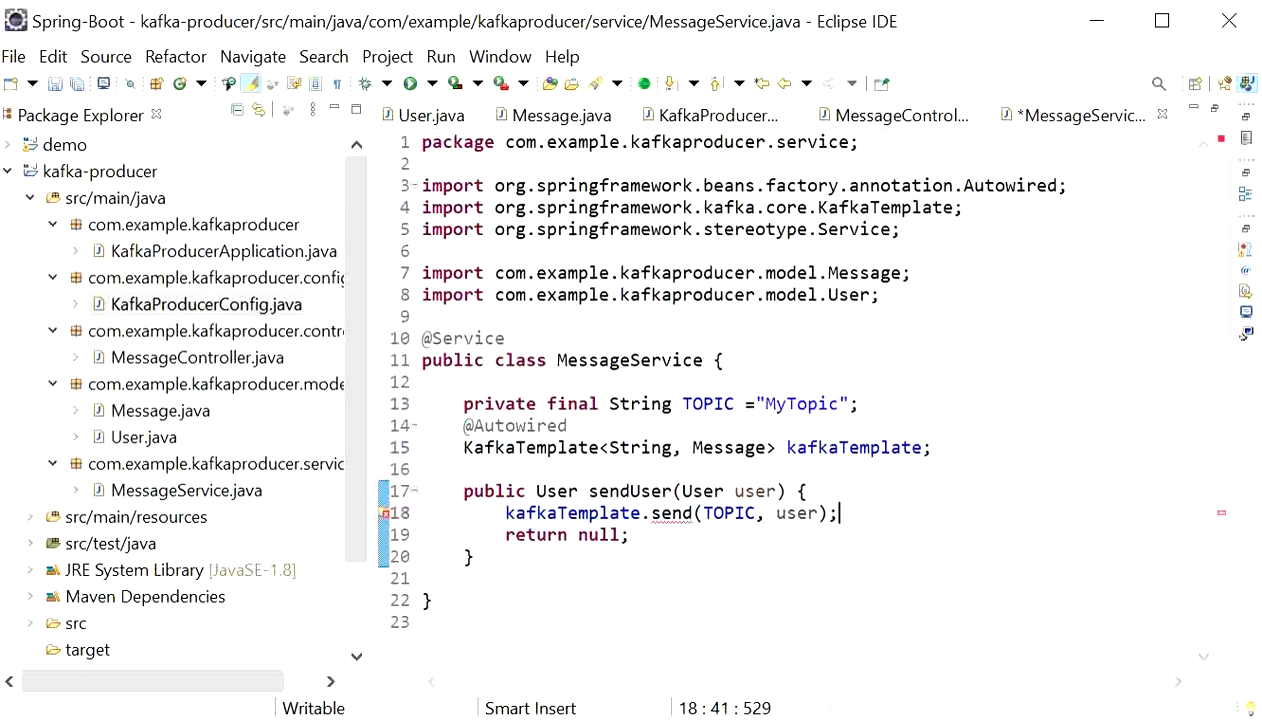 Spring-Boot - kafka-producer/src/main/java/com/example/kafkaproducer/service/MessageService.java - Eclipse IDE
File Edit Source Refactor Navigate Search Project Run Window Help
Package Explorer
User.java Message.java KafkaProducer... MessageControl... *MessageServic...
demo
kafka-producer
src/main/java
com.example.kafkaproducer
KafkaProducerApplication.java
com.example.kafkaproducer.config
KafkaProducerConfig.java
com.example.kafkaproducer.contr
MessageController.java
com.example.kafkaproducer.mode
Message.java
User.java
com.example.kafkaproducer.servic
MessageService.java
src/main/resources
src/test/java
JRE System Library [JavaSE-1.8]
Maven Dependencies
src
target
1 package com.example.kafkaproducer.service;
2
3 import org.springframework.beans.factory.annotation.Autowired;
4 import org.springframework.kafka.core.KafkaTemplate;
5 import org.springframework.stereotype.Service;
6
7 import com.example.kafkaproducer.model.Message;
8 import com.example.kafkaproducer.model.User;
9
10 @Service
11 public class MessageService {
12
13 private final String TOPIC ="MyTopic";
14 @Autowired
15 KafkaTemplate<String, Message> kafkaTemplate;
16
17 public User sendUser(User user) {
18 kafkaTemplate.send(TOPIC, user);
19 return null;
20 }
21
22 }
23
Writable Smart Insert 18 : 41 : 529